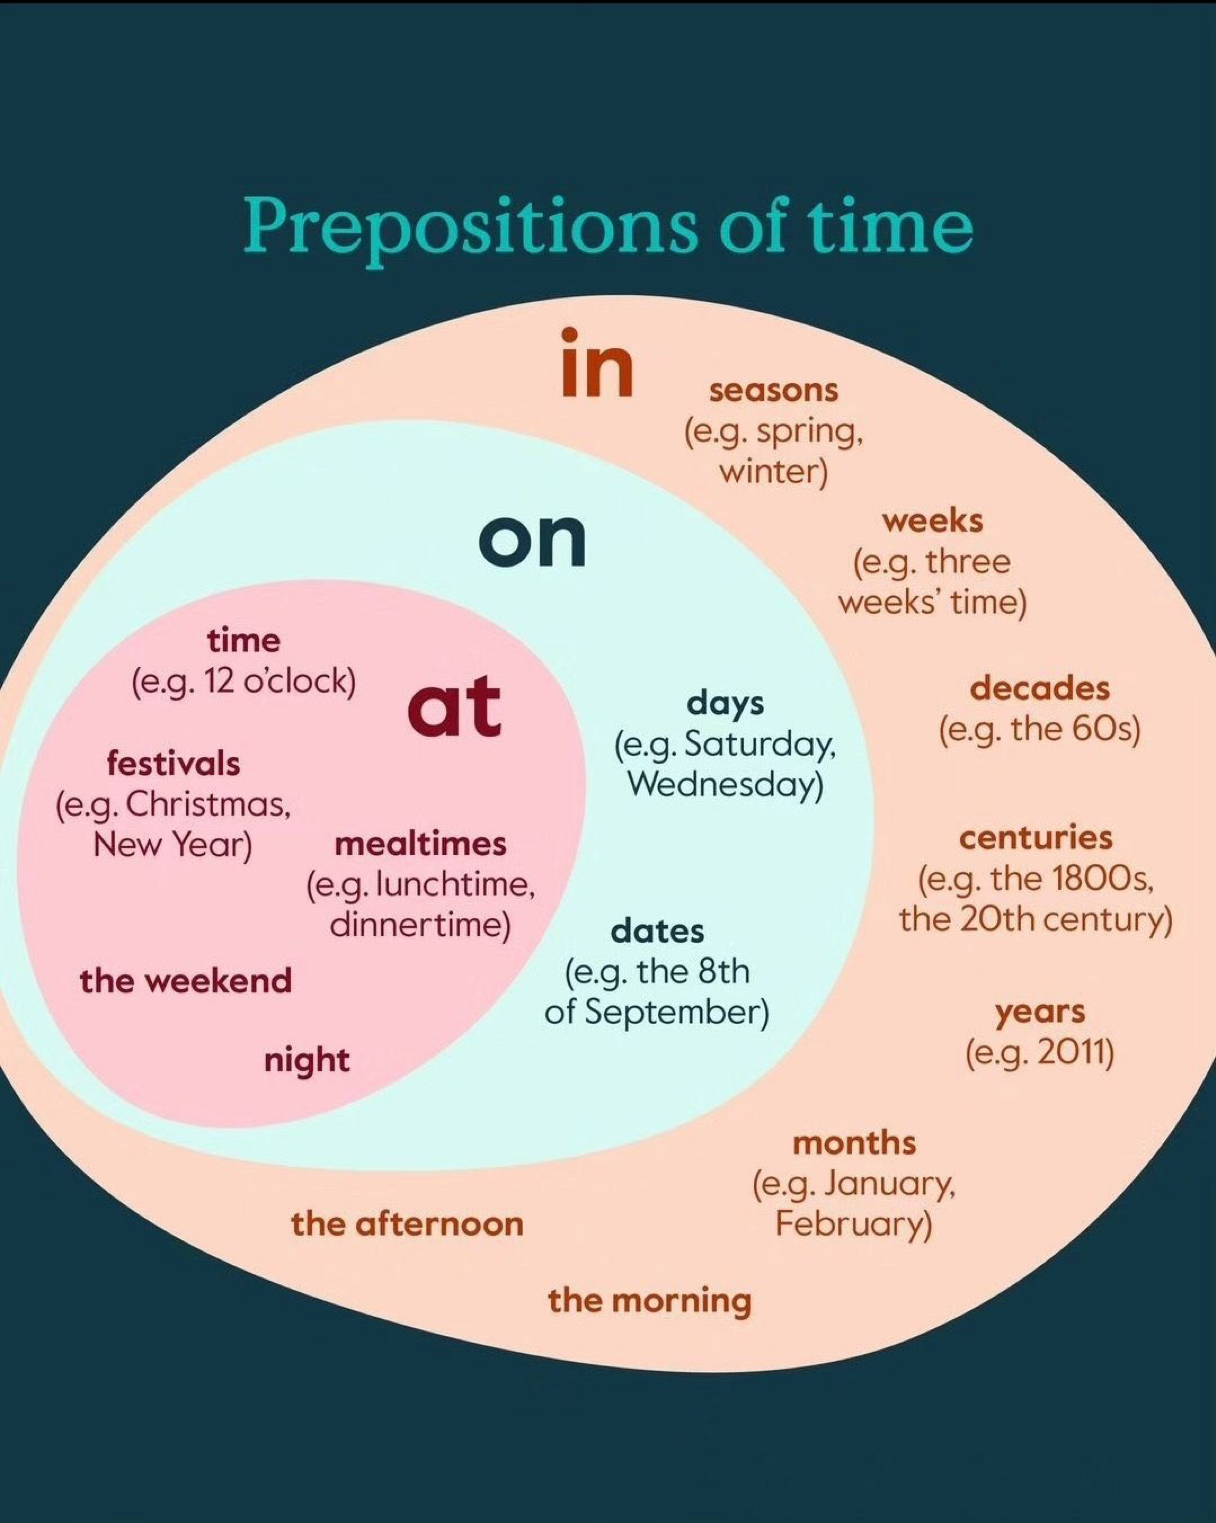 Prepositions of time
in
seasons
(e.g. spring,
winter)
weeks
(e.g. three
weeks’ time)
on
time
(e.g. 12 o’clock)
at
days
(e.g. Saturday,
Wednesday)
decades
(e.g. the 60s)
festivals
(e.g. Christmas,
New Year)
mealtimes
(e.g. lunchtime,
dinnertime)
centuries
(e.g. the 1800s,
the 20th century)
dates
(e.g. the 8th
of September)
the weekend
night
years
(e.g. 2011)
months
(e.g. January,
February)
the afternoon
the morning